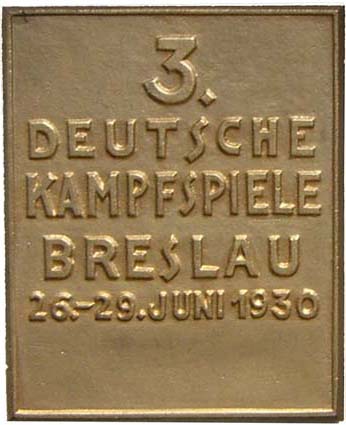 3.
DEUTSCHE
KAMPFSPIELE
BRESLAU
26.-29. JUNI 1930